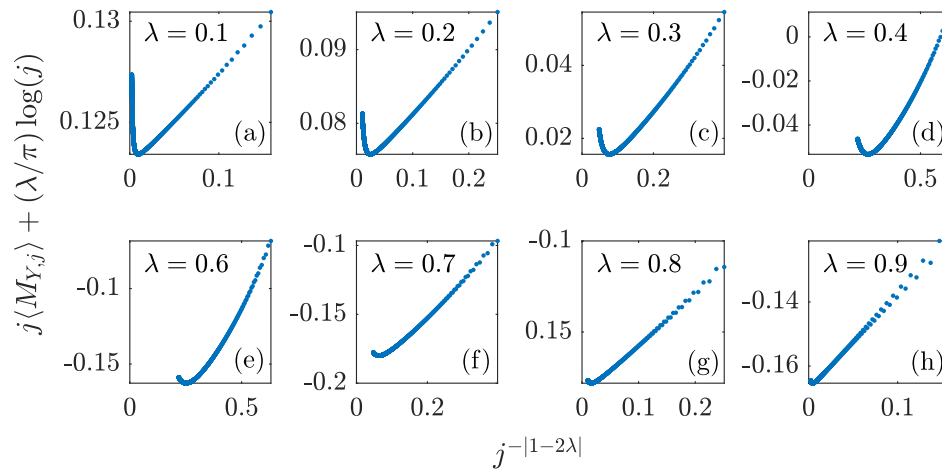 j⟨M_{Y,j}⟩ + (λ/π) log(j)
0.13
0.125
0
0.1
λ = 0.1
(a)
0.09
0.08
0
0.1
0.2
λ = 0.2
(b)
0.04
0.02
0
0.2
λ = 0.3
(c)
0
-0.02
-0.04
0
0.5
λ = 0.4
(d)
-0.1
-0.15
0
0.5
λ = 0.6
(e)
-0.1
-0.15
-0.2
0
0.2
λ = 0.7
(f)
-0.1
0.15
0
0.1
0.2
λ = 0.8
(g)
-0.14
-0.16
0
0.1
λ = 0.9
(h)
j^{-|1-2λ|}